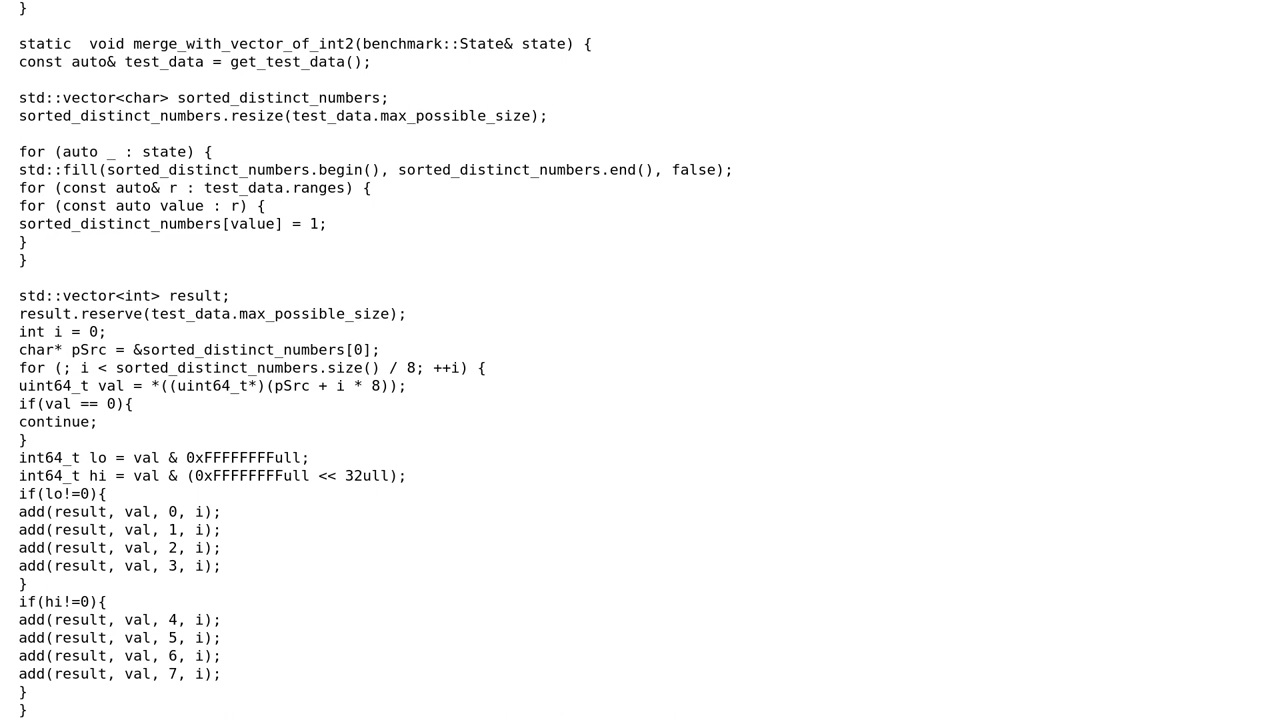 }
static  void merge_with_vector_of_int2(benchmark::State& state) {
const auto& test_data = get_test_data();
std::vector<char> sorted_distinct_numbers;
sorted_distinct_numbers.resize(test_data.max_possible_size);
for (auto _ : state) {
std::fill(sorted_distinct_numbers.begin(), sorted_distinct_numbers.end(), false);
for (const auto& r : test_data.ranges) {
for (const auto value : r) {
sorted_distinct_numbers[value] = 1;
}
}
std::vector<int> result;
result.reserve(test_data.max_possible_size);
int i = 0;
char* pSrc = &sorted_distinct_numbers[0];
for (; i < sorted_distinct_numbers.size() / 8; ++i) {
uint64_t val = *((uint64_t*)(pSrc + i * 8));
if(val == 0){
continue;
}
int64_t lo = val & 0xFFFFFFFFull;
int64_t hi = val & (0xFFFFFFFFull << 32ull);
if(lo!=0){
add(result, val, 0, i);
add(result, val, 1, i);
add(result, val, 2, i);
add(result, val, 3, i);
}
if(hi!=0){
add(result, val, 4, i);
add(result, val, 5, i);
add(result, val, 6, i);
add(result, val, 7, i);
}
}